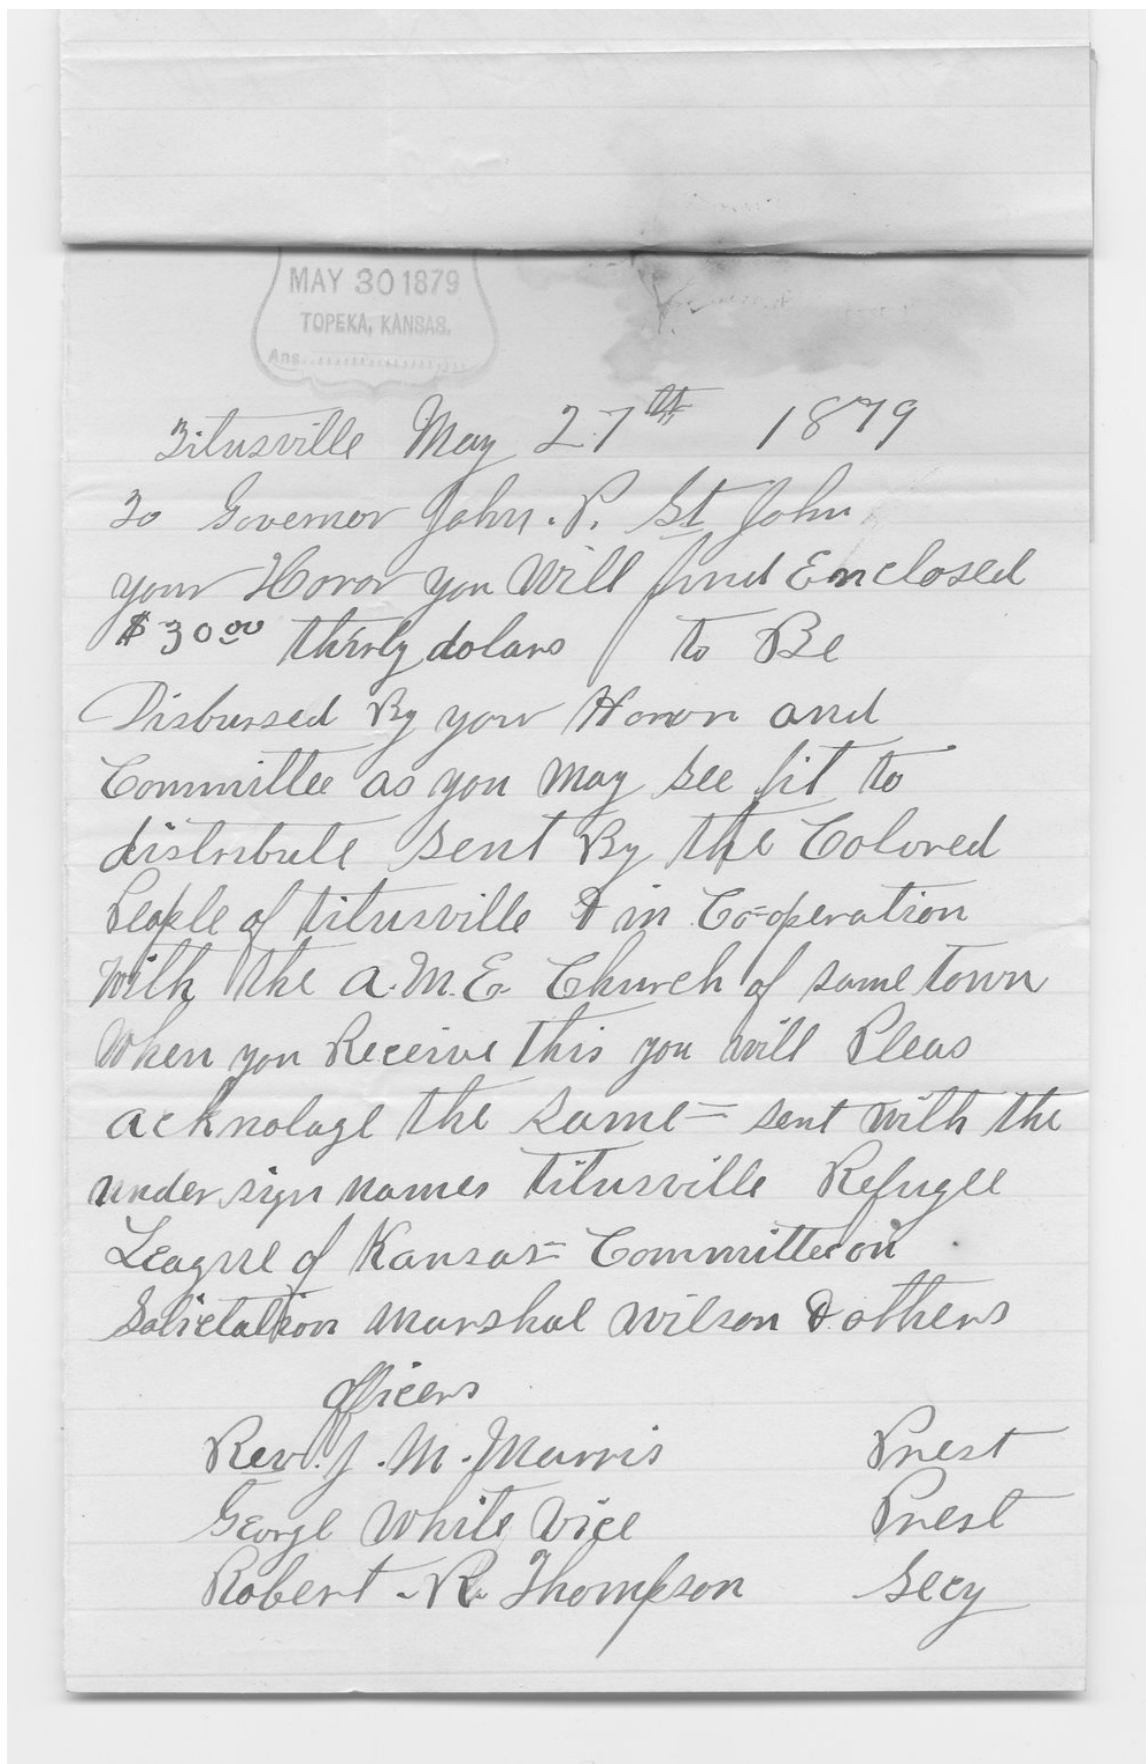 MAY 30 1879
TOPEKA, KANSAS.
Ans.
Titusville May 27th 1879
To Governor John. P. St John
your Honor you Will find Enclosed
$30 00 thirty dolars to Be
Disbursed By your Honor and
Committee as you may see fit to
distribute sent By the Colored
People of titusville & in Co=operation
With the A.M.E. Church of same town
When you Receive this you will Pleas
acknolage the same= sent with the
under sign names titusville Refugee
League of Kansas= Committee on
Solicitation Marshal Wilson & others
officers
Rev. J. M. Morris Prest
George White Vice Prest
Robert. R. Thompson Secy